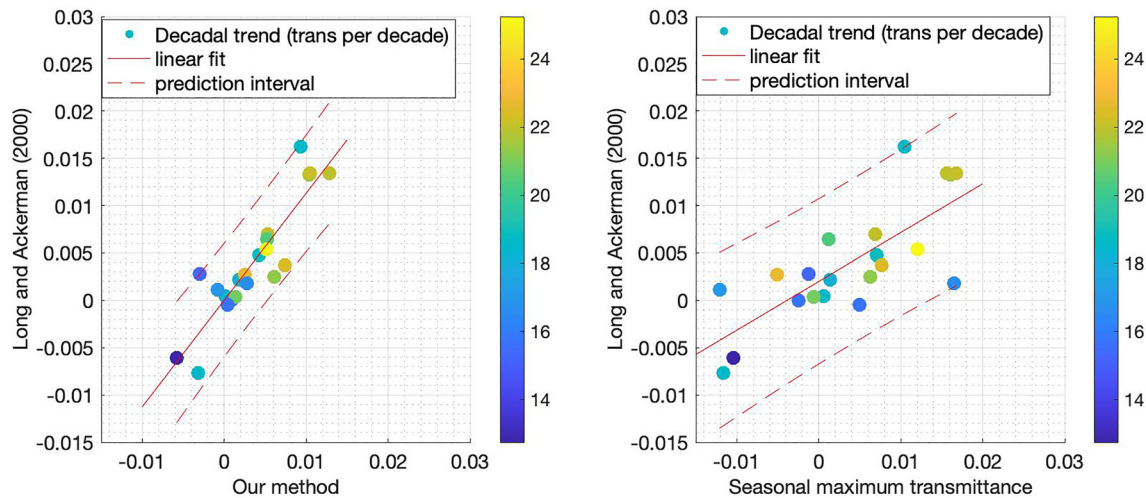 0.03
0.025
0.02
0.015
0.01
0.005
0
-0.005
-0.01
-0.015
Long and Ackerman (2000)
Decadal trend (trans per decade)
linear fit
prediction interval
-0.01 0 0.01 0.02 0.03
Our method
24
22
20
18
16
14
0.03
0.025
0.02
0.015
0.01
0.005
0
-0.005
-0.01
-0.015
Long and Ackerman (2000)
Decadal trend (trans per decade)
linear fit
prediction interval
-0.01 0 0.01 0.02 0.03
Seasonal maximum transmittance
24
22
20
18
16
14